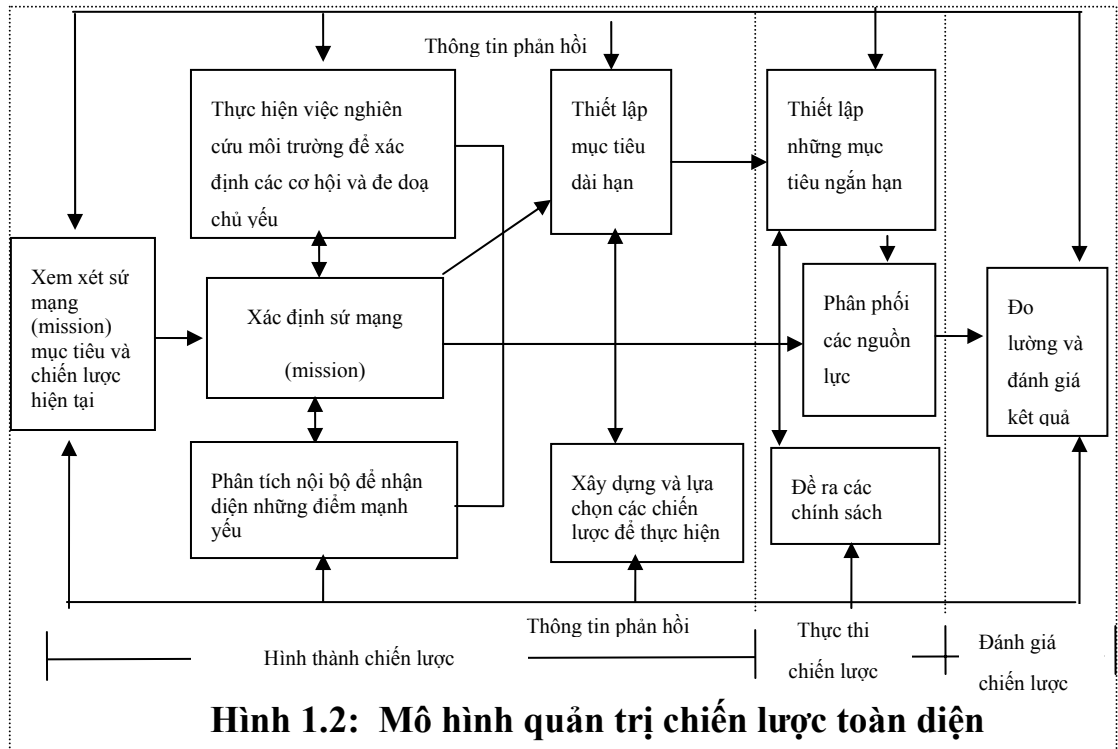 Thông tin phản hồi
Thực hiện việc nghiên
cứu môi trường để xác
định các cơ hội và đe doạ
chủ yếu
Thiết lập
mục tiêu
dài hạn
Thiết lập
những mục
tiêu ngắn hạn
Xem xét sứ
mạng
(mission)
mục tiêu và
chiến lược
hiện tại
Xác định sứ mạng
(mission)
Phân phối
các nguồn
lực
Đo
lường và
đánh giá
kêt quả
Phân tích nội bộ để nhận
diện những điểm mạnh
yếu
Xây dựng và lựa
chọn các chiến
lược để thực hiện
Đề ra các
chính sách
Thông tin phản hồi
Hình thành chiến lược
Thực thi
chiến lược
Đánh giá
chiến lược
Hình 1.2: Mô hình quản trị chiến lược toàn diện